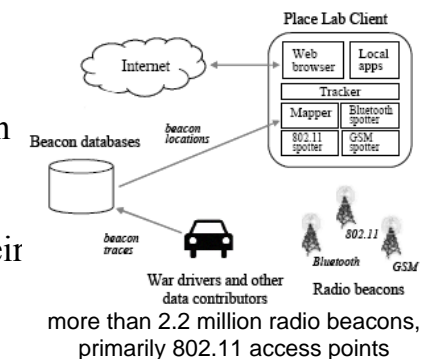 Place Lab Client
Web
browser
Local
apps
Internet
Tracker
Mapper
Bluetooth
spotter
802.11
spotter
GSM
spotter
Beacon databases
beacon
locations
beacon
traces
802.11
Bluetooth
GSM
War drivers and other
data contributors
Radio beacons
more than 2.2 million radio beacons,
primarily 802.11 access points